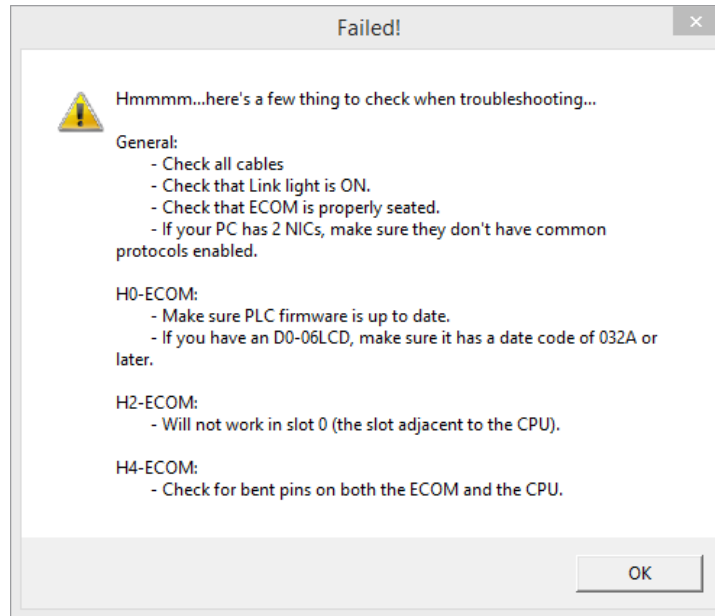 Failed!
Hmmmm...here's a few thing to check when troubleshooting...
General:
- Check all cables
- Check that Link light is ON.
- Check that ECOM is properly seated.
- If your PC has 2 NICs, make sure they don't have common
protocols enabled.
H0-ECOM:
- Make sure PLC firmware is up to date.
- If you have an D0-06LCD, make sure it has a date code of 032A or
later.
H2-ECOM:
- Will not work in slot 0 (the slot adjacent to the CPU).
H4-ECOM:
- Check for bent pins on both the ECOM and the CPU.
OK